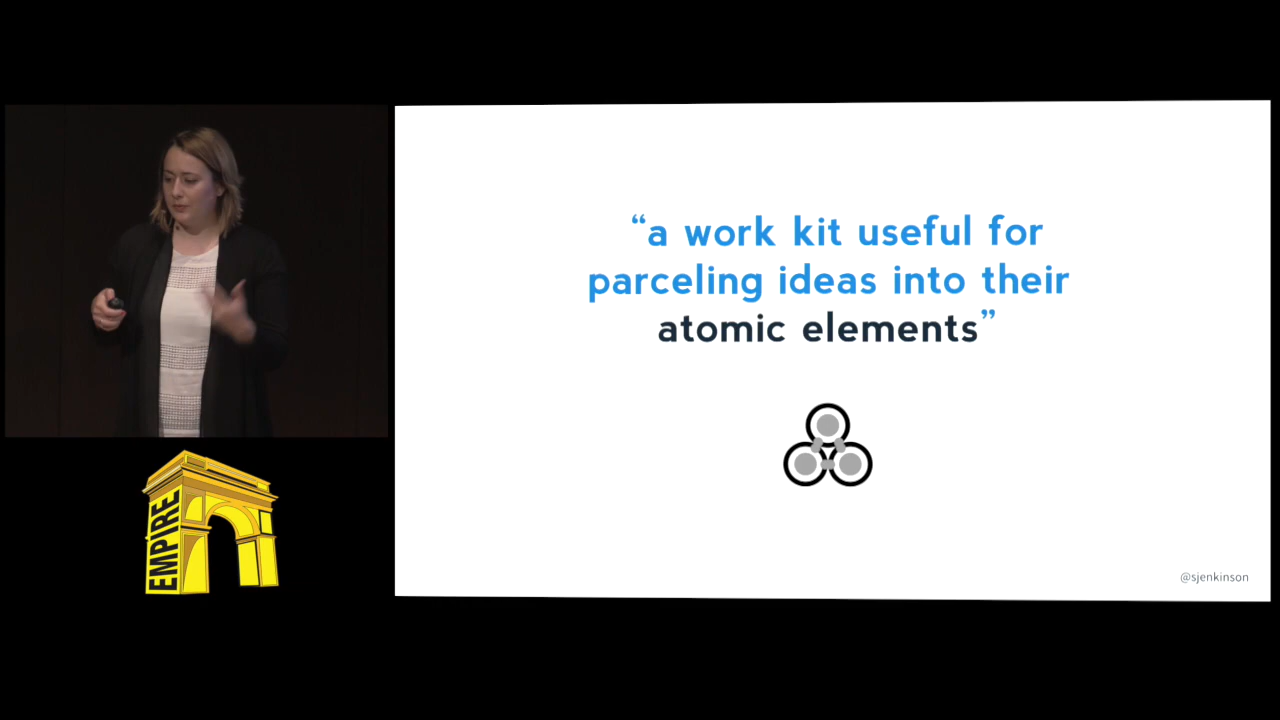 “a work kit useful for
parceling ideas into their
atomic elements”
@sjenkinson
EMPIRE